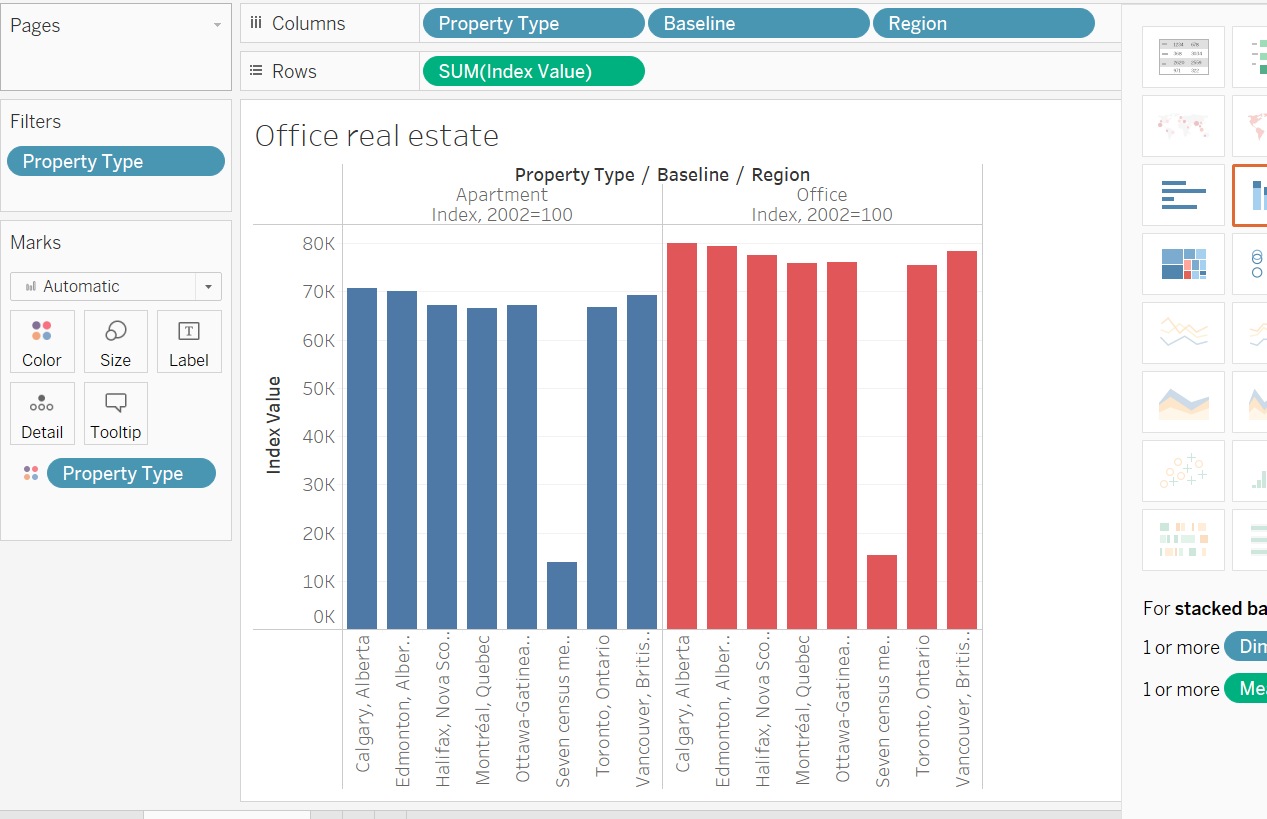 Pages
Columns
Property Type
Baseline
Region
Rows
SUM(Index Value)
Filters
Property Type
Marks
Automatic
Color
Size
T
Label
Detail
Tooltip
Property Type
Office real estate
Property Type / Baseline / Region
Apartment
Office
Index, 2002=100
Index, 2002=100
Index Value
80K
70K
60K
50K
40K
30K
20K
10K
0K
Calgary, Alberta
Edmonton, Alber..
Halifax, Nova Sco..
Montréal, Quebec
Ottawa-Gatinea..
Seven census me..
Toronto, Ontario
Vancouver, Britis..
Calgary, Alberta
Edmonton, Alber..
Halifax, Nova Sco..
Montréal, Quebec
Ottawa-Gatinea..
Seven census me..
Toronto, Ontario
Vancouver, Britis..
For stacked ba
1 or more Dim
1 or more Mea